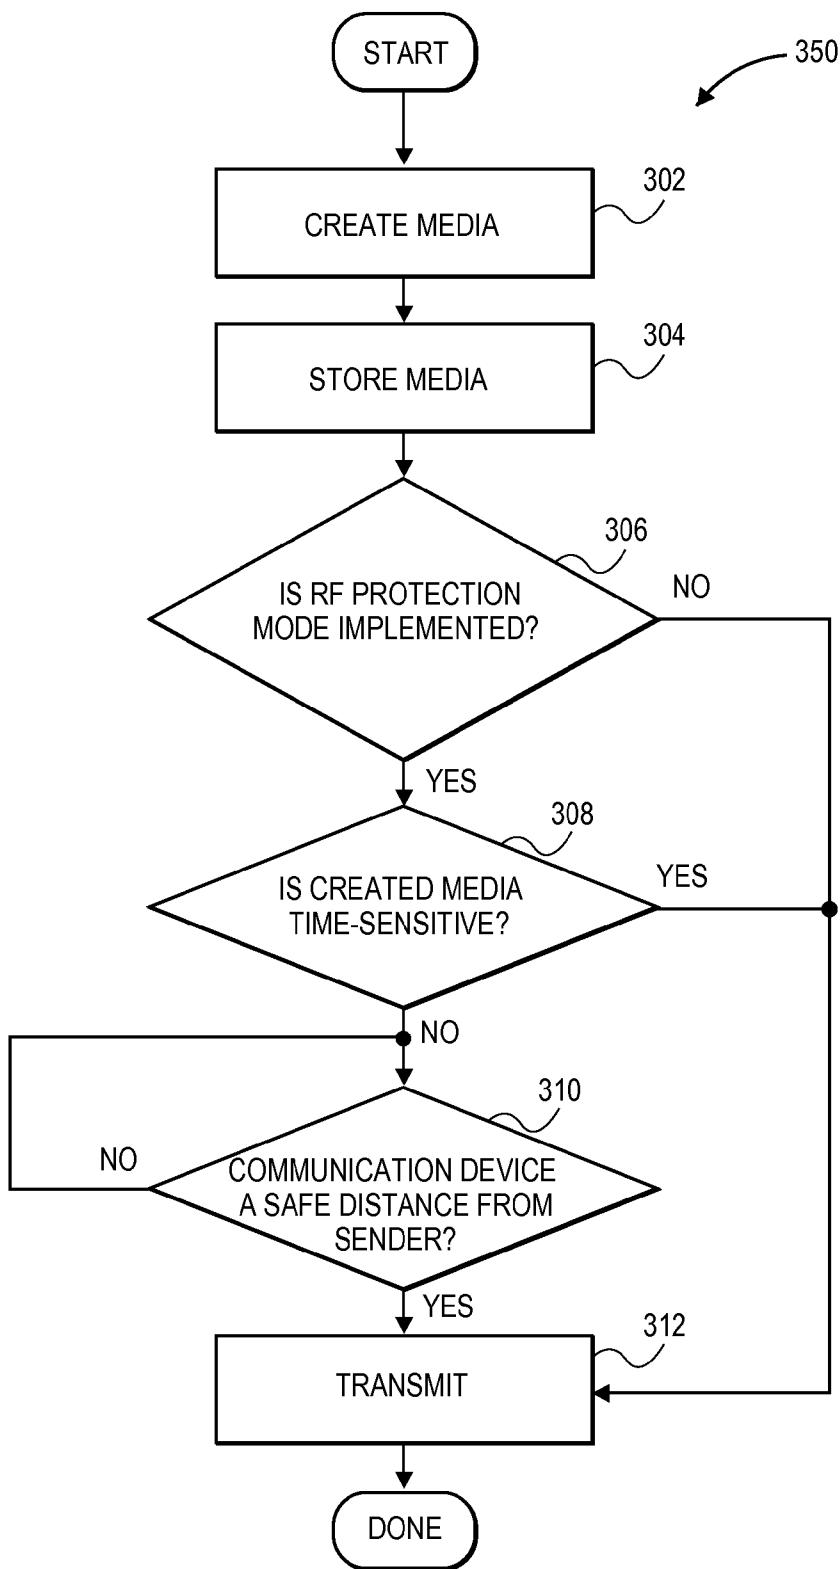 START
350
302
CREATE MEDIA
304
STORE MEDIA
306
IS RF PROTECTION
MODE IMPLEMENTED?
NO
YES
308
IS CREATED MEDIA
TIME-SENSITIVE?
YES
NO
310
NO
COMMUNICATION DEVICE
A SAFE DISTANCE FROM
SENDER?
YES
312
TRANSMIT
DONE